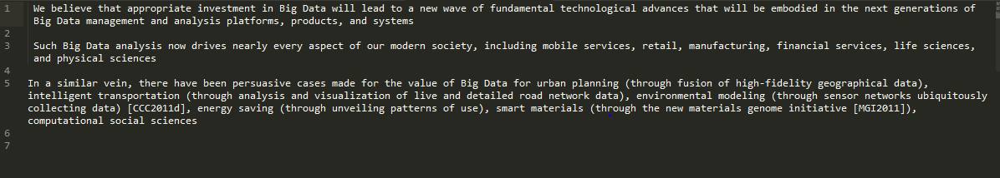 1 We believe that appropriate investment in Big Data will lead to a new wave of fundamental technological advances that will be embodied in the next generations of
Big Data management and analysis platforms, products, and systems
2
3 Such Big Data analysis now drives nearly every aspect of our modern society, including mobile services, retail, manufacturing, financial services, life sciences,
and physical sciences
4
5 In a similar vein, there have been persuasive cases made for the value of Big Data for urban planning (through fusion of high-fidelity geographical data),
intelligent transportation (through analysis and visualization of live and detailed road network data), environmental modeling (through sensor networks ubiquitously
collecting data) [CCC2011d], energy saving (through unveiling patterns of use), smart materials (through the new materials genome initiative [MGI2011]),
computational social sciences
6
7